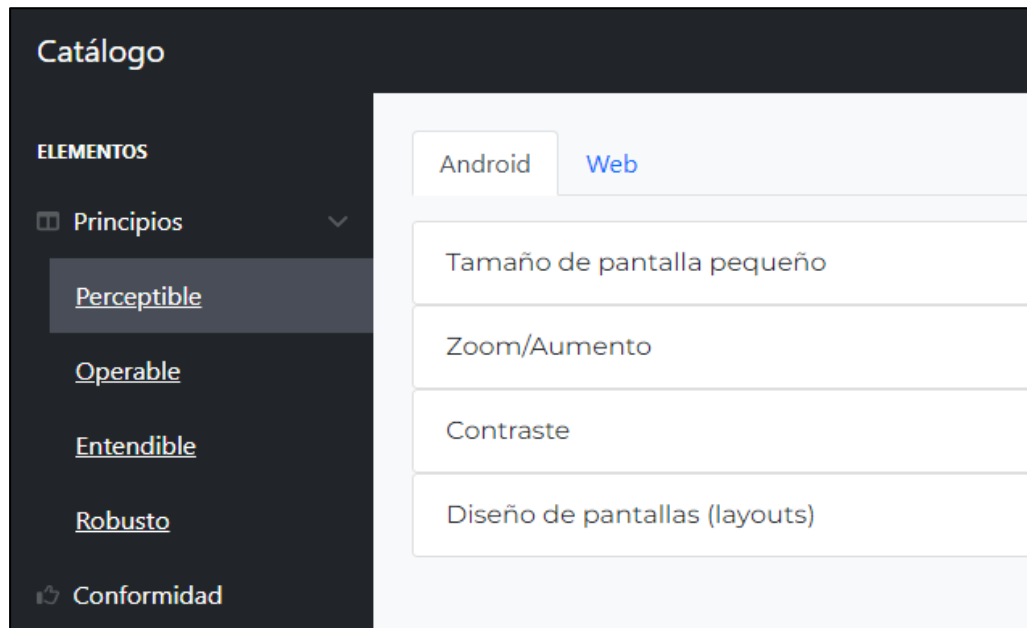 Catálogo
ELEMENTOS
Principios
Perceptible
Operable
Entendible
Robusto
Conformidad
Android
Web
Tamaño de pantalla pequeño
Zoom/Aumento
Contraste
Diseño de pantallas (layouts)